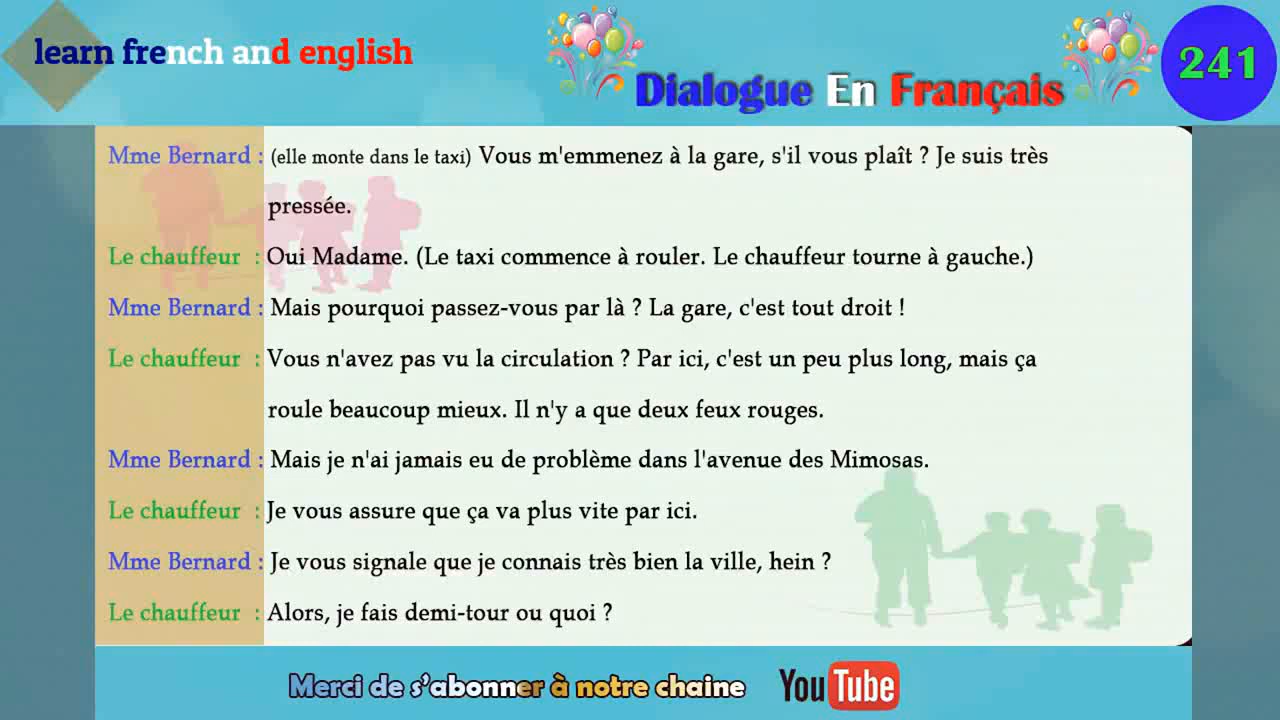 learn french and english
Dialogue En Français
241
Mme Bernard : (elle monte dans le taxi) Vous m'emmenez à la gare, s'il vous plaît ? Je suis très
pressée.
Le chauffeur : Oui Madame. (Le taxi commence à rouler. Le chauffeur tourne à gauche.)
Mme Bernard : Mais pourquoi passez-vous par là ? La gare, c'est tout droit !
Le chauffeur : Vous n'avez pas vu la circulation ? Par ici, c'est un peu plus long, mais ça
roule beaucoup mieux. Il n'y a que deux feux rouges.
Mme Bernard : Mais je n'ai jamais eu de problème dans l'avenue des Mimosas.
Le chauffeur : Je vous assure que ça va plus vite par ici.
Mme Bernard : Je vous signale que je connais très bien la ville, hein ?
Le chauffeur : Alors, je fais demi-tour ou quoi ?
Merci de s'abonner à notre chaine YouTube